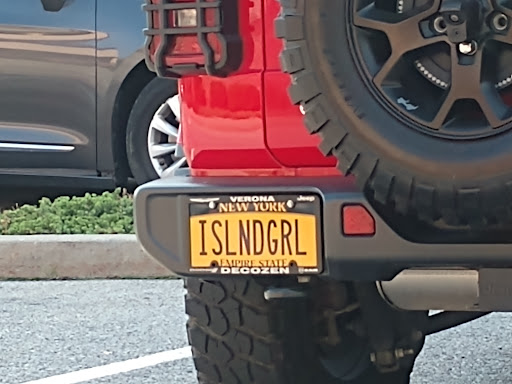 VERONA Jeep
NEW YORK
ISLNDGRL
EMPIRE STATE
DECOZEN